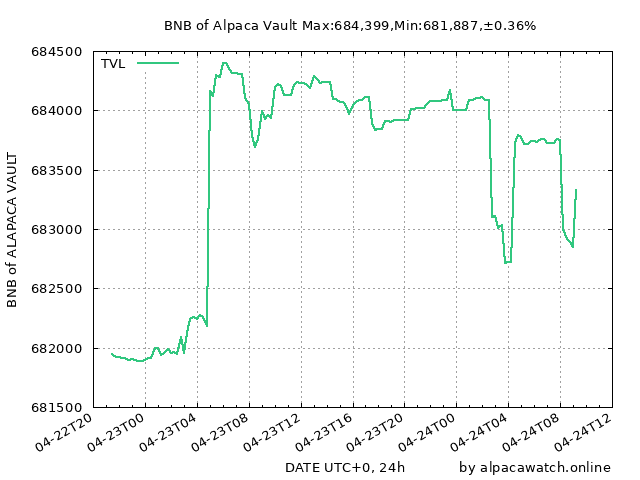 BNB of Alpaca Vault Max:684,399,Min:681,887,±0.36%
TVL
684500
684000
683500
683000
682500
682000
681500
BNB of ALAPACA VAULT
04-22T20
04-23T00
04-23T04
04-23T08
04-23T12
04-23T16
04-23T20
04-24T00
04-24T04
04-24T08
04-24T12
DATE UTC+0, 24h
by alpacawatch.online